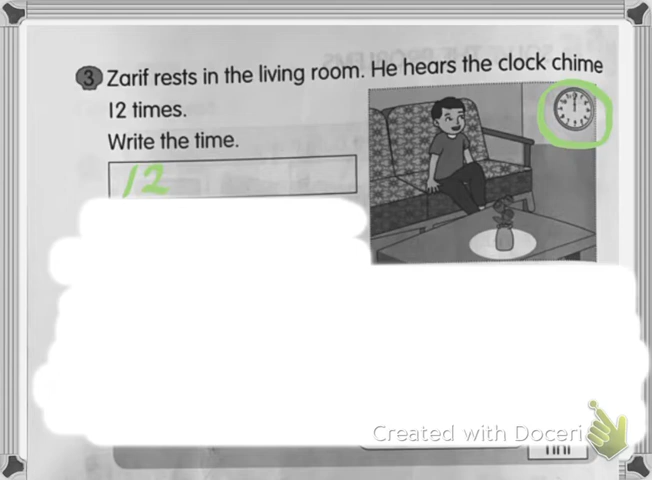 3 Zarif rests in the living room. He hears the clock chime
12 times.
Write the time.
12
Created with Doceri